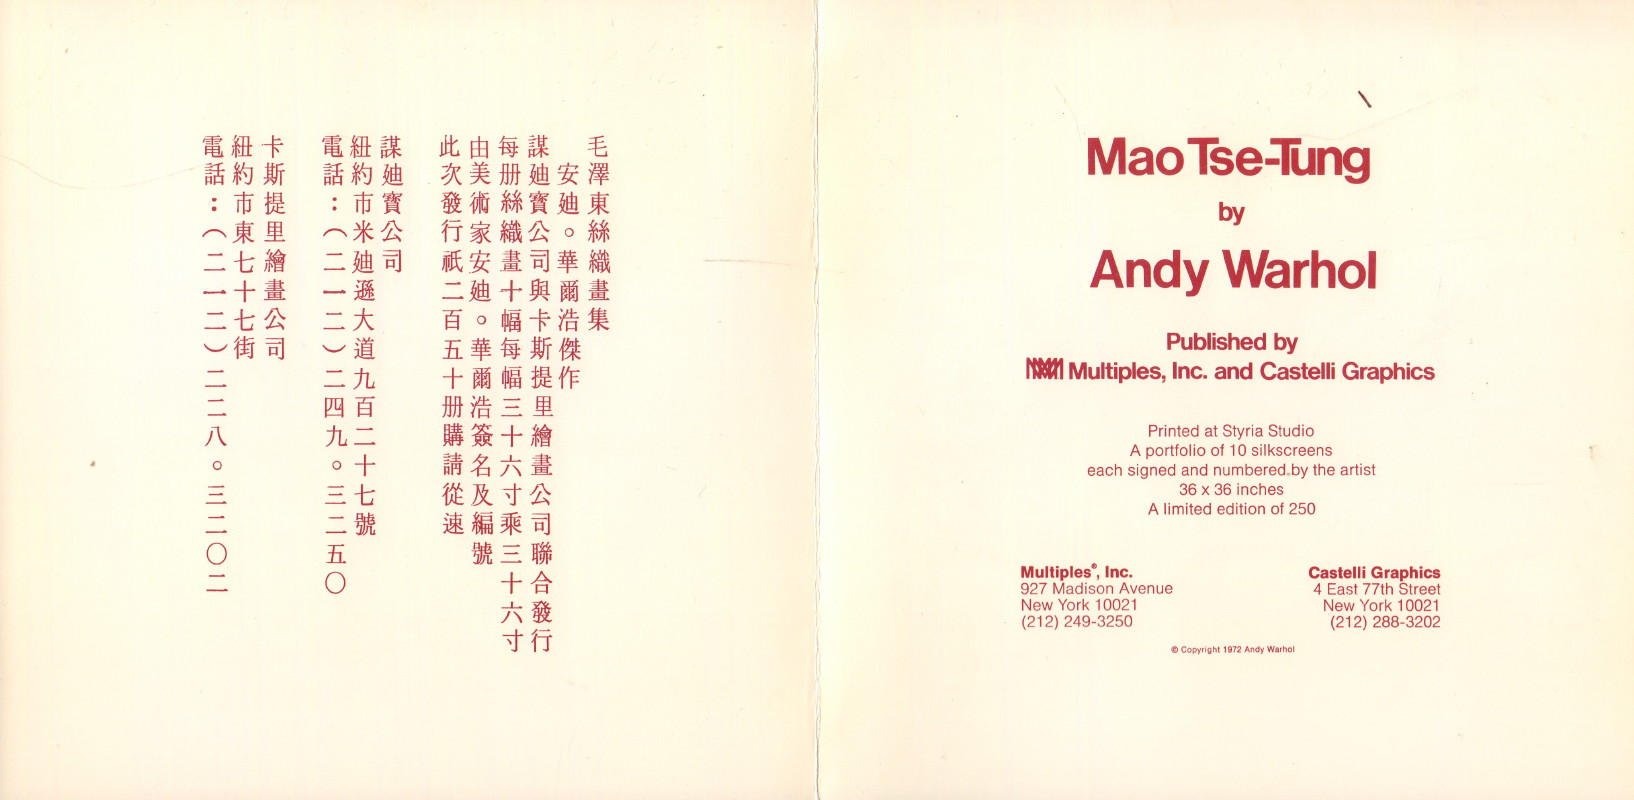 毛澤東絲織畫集
安迪。華爾浩傑作
謀迪寶公司與卡斯提里繪畫公司聯合發行
每册絲織畫十幅每幅三十六寸乘三十六寸
由美術家安迪。華爾浩簽名及編號
此次發行祇二百五十册購請從速
謀迪寶公司
紐約市米迪遜大道九百二十七號
電話：（二一二）二四九。三二五〇
卡斯提里繪畫公司
紐約市東七十七街
電話：（二一二）二二八。三二〇二
Mao Tse-Tung
by
Andy Warhol
Published by
Multiples, Inc. and Castelli Graphics
Printed at Styria Studio
A portfolio of 10 silkscreens
each signed and numbered by the artist
36 x 36 inches
A limited edition of 250
Multiples®, Inc.
927 Madison Avenue
New York 10021
(212) 249-3250
Castelli Graphics
4 East 77th Street
New York 10021
(212) 288-3202
© Copyright 1972 Andy Warhol